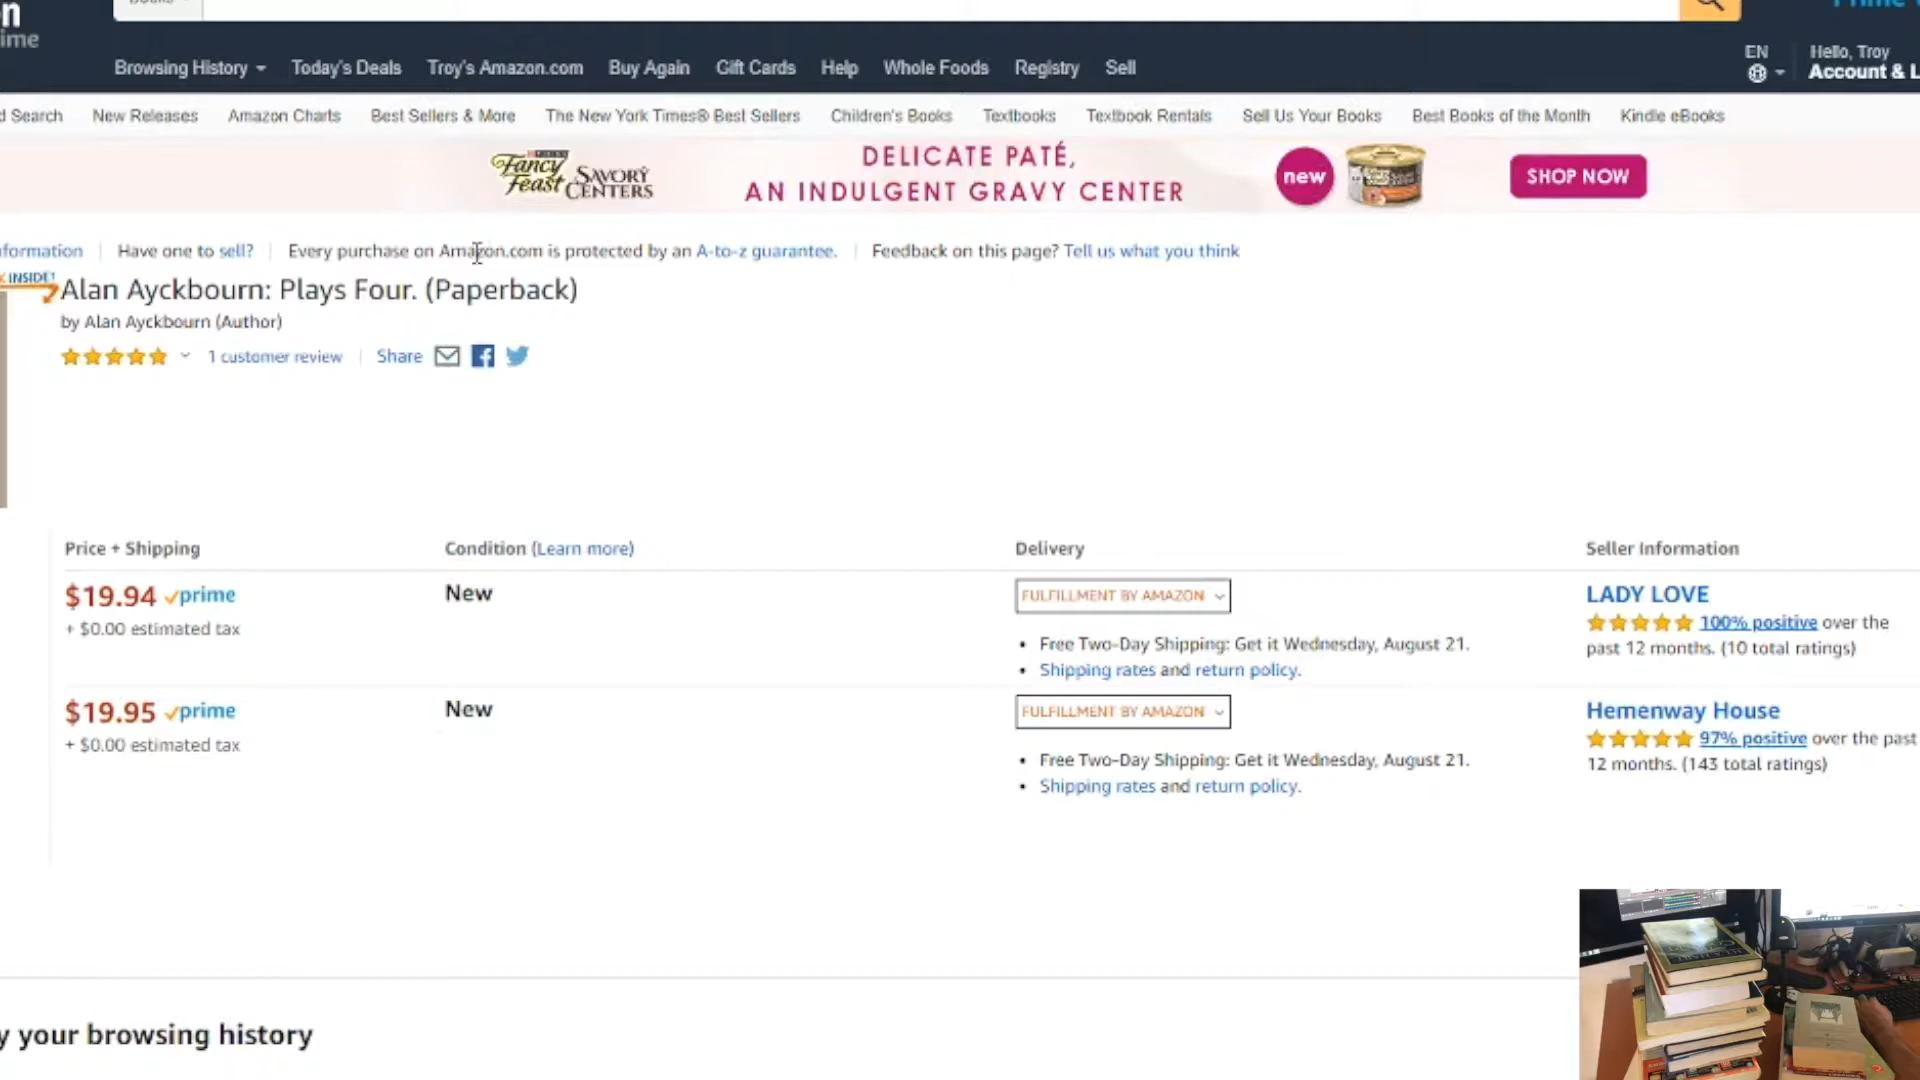 n
ime
Books
Prime
Browsing History Today's Deals Troy's Amazon.com Buy Again Gift Cards Help Whole Foods Registry Sell
EN
Hello, Troy
Account & L
d Search New Releases Amazon Charts Best Sellers & More The New York Times® Best Sellers Children's Books Textbooks Textbook Rentals Sell Us Your Books Best Books of the Month Kindle eBooks
Fancy Feast SAVORY CENTERS
DELICATE PATÉ,
AN INDULGENT GRAVY CENTER
new
SHOP NOW
formation Have one to sell? Every purchase on Amazon.com is protected by an A-to-z guarantee. Feedback on this page? Tell us what you think
K INSIDE!
Alan Ayckbourn: Plays Four. (Paperback)
by Alan Ayckbourn (Author)
1 customer review Share
Price + Shipping Condition (Learn more) Delivery Seller Information
$19.94 prime New FULFILLMENT BY AMAZON LADY LOVE
+ $0.00 estimated tax
• Free Two-Day Shipping: Get it Wednesday, August 21.
• Shipping rates and return policy.
100% positive over the
past 12 months. (10 total ratings)
$19.95 prime New FULFILLMENT BY AMAZON Hemenway House
+ $0.00 estimated tax
• Free Two-Day Shipping: Get it Wednesday, August 21.
• Shipping rates and return policy.
97% positive over the past
12 months. (143 total ratings)
y your browsing history